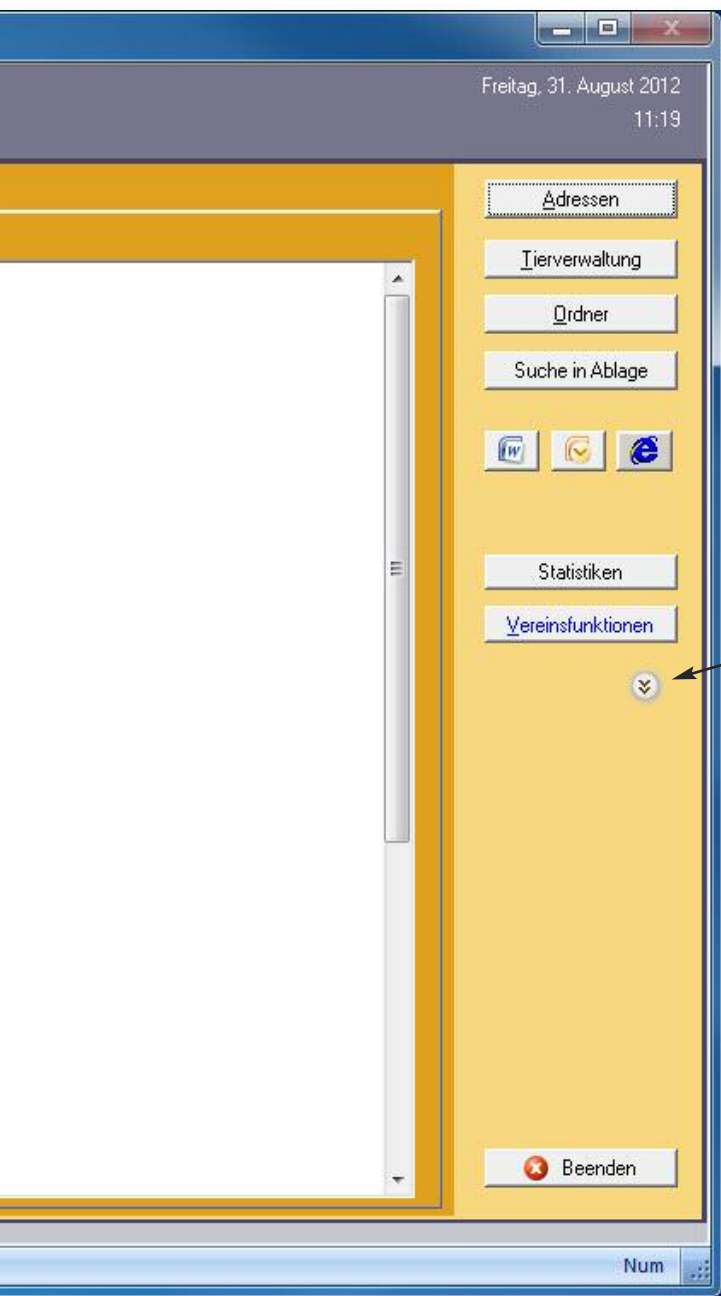 Freitag, 31. August 2012
11:19
Adressen
Tierverwaltung
Ordner
Suche in Ablage
W
e
Statistiken
Vereinsfunktionen
Beenden
Num